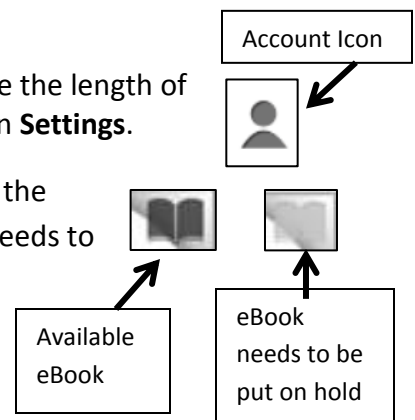 Account Icon
e the length of
n Settings.
the
eeds to
Available
eBook
eBook
needs to be
put on hold